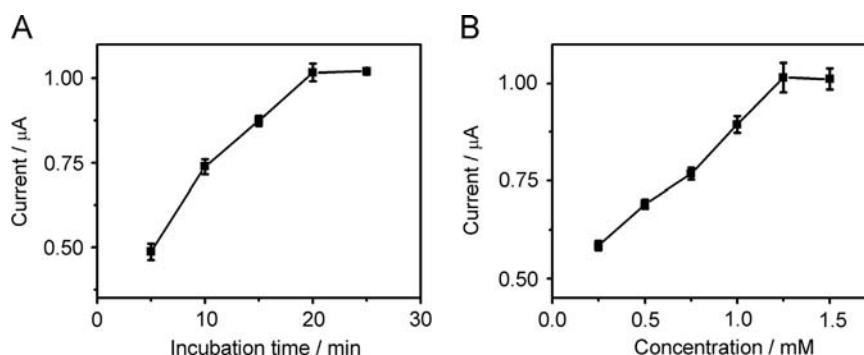 A
Current / μA
1.00
0.75
0.50
0
10
20
30
Incubation time / min
B
Current / μA
1.00
0.75
0.50
0.0
0.5
1.0
1.5
Concentration / mM